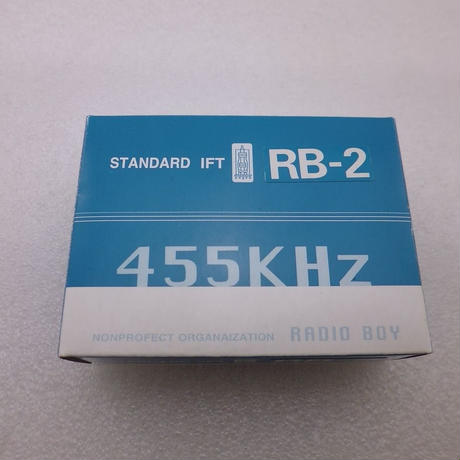 STANDARD IFT RB-2
455KHz
NONPROFECT ORGANAIZATION RADIO BOY